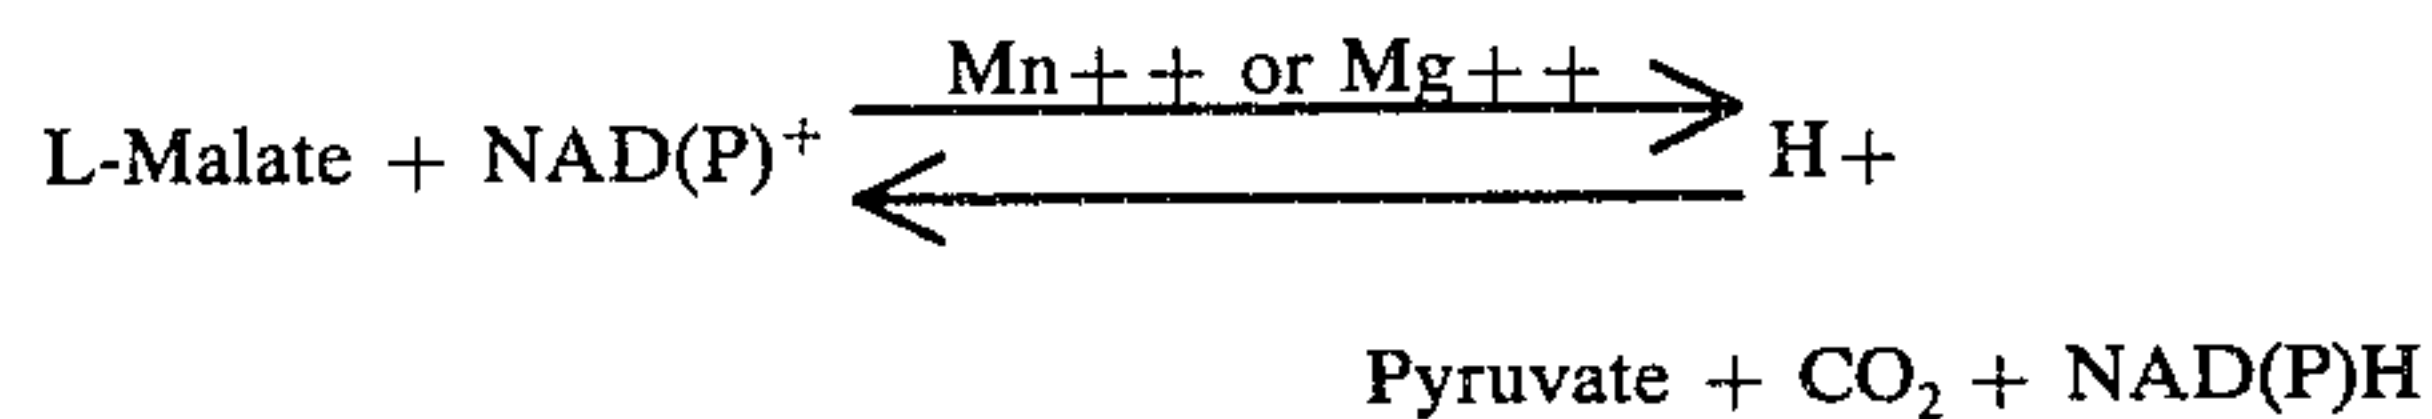 Mn++ or Mg++
L-Malate + NAD(P)⁺ H+
Pyruvate + CO₂ + NAD(P)H